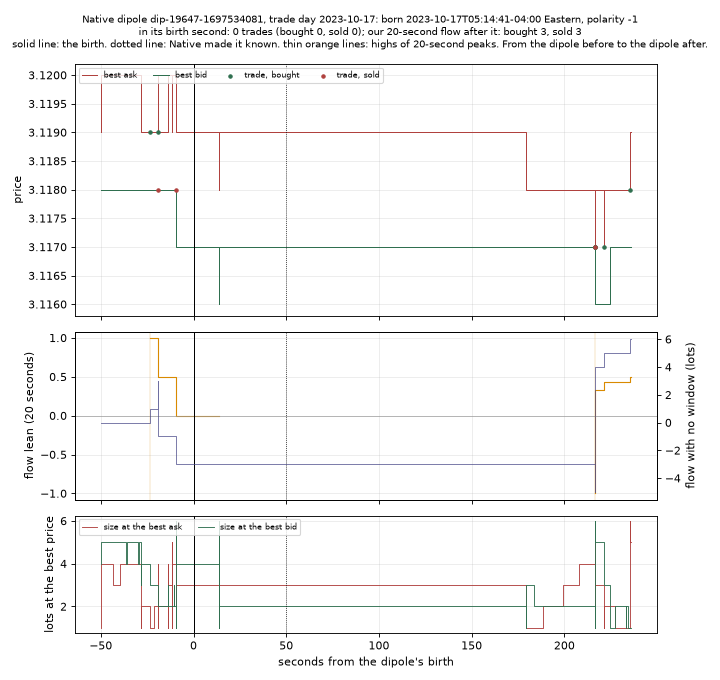 Native dipole dip-19647-1697534081, trade day 2023-10-17: born 2023-10-17T05:14:41-04:00 Eastern, polarity -1
in its birth second: 0 trades (bought 0, sold 0); our 20-second flow after it: bought 3, sold 3
solid line: the birth. dotted line: Native made it known. thin orange lines: highs of 20-second peaks. From the dipole before to the dipole after.
best ask best bid trade, bought trade, sold
3.1200
3.1195
3.1190
3.1185
3.1180
3.1175
3.1170
3.1165
3.1160
price
1.0
0.5
0.0
−0.5
−1.0
flow lean (20 seconds)
6
4
2
0
−2
−4
flow with no window (lots)
size at the best ask size at the best bid
6
4
2
lots at the best price
−50 0 50 100 150 200
seconds from the dipole's birth